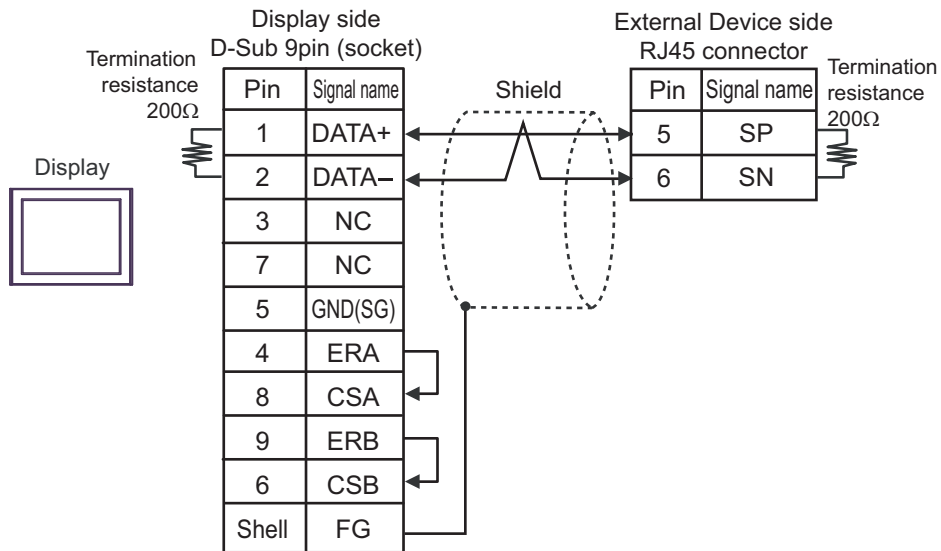 Display side
D-Sub 9pin (socket)
External Device side
RJ45 connector
Termination
resistance
200Ω
Termination
resistance
200Ω
Display
Shield
Pin Signal name
1 DATA+
2 DATA−
3 NC
7 NC
5 GND(SG)
4 ERA
8 CSA
9 ERB
6 CSB
Shell FG
Pin Signal name
5 SP
6 SN